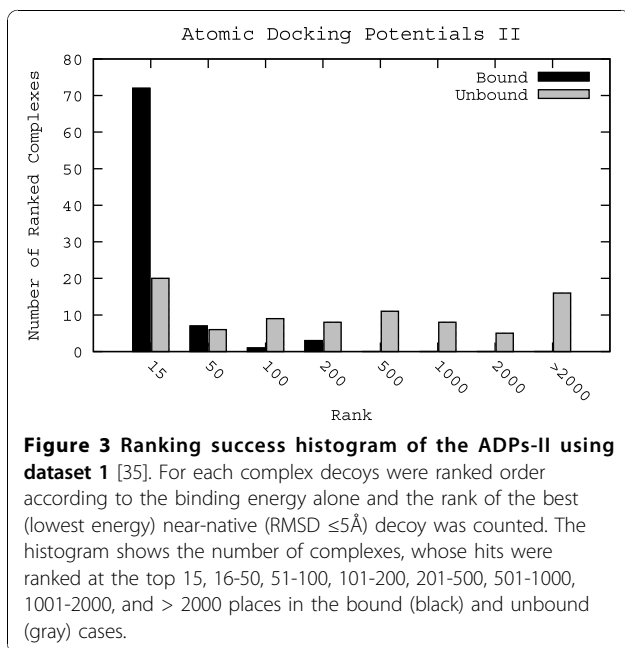 Atomic Docking Potentials II
Number of Ranked Complexes
80
70
60
50
40
30
20
10
0
Bound
Unbound
15
50
100
200
500
1000
2000
>2000
Rank
Figure 3 Ranking success histogram of the ADPs-II using
dataset 1 [35]. For each complex decoys were ranked order
according to the binding energy alone and the rank of the best
(lowest energy) near-native (RMSD ≤5Å) decoy was counted. The
histogram shows the number of complexes, whose hits were
ranked at the top 15, 16-50, 51-100, 101-200, 201-500, 501-1000,
1001-2000, and > 2000 places in the bound (black) and unbound
(gray) cases.